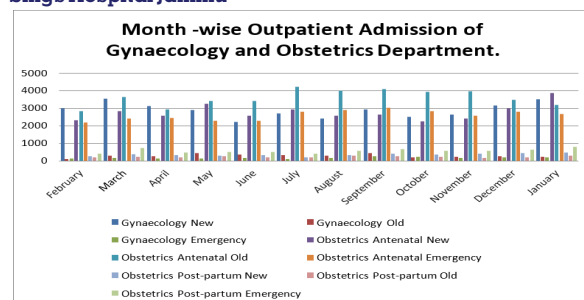 Month -wise Outpatient Admission of
Gynaecology and Obstetrics Department.
5000
4000
3000
2000
1000
0
February
March
April
May
June
July
August
September
October
November
December
January
Gynaecology New
Gynaecology Old
Gynaecology Emergency
Obstetrics Antenatal New
Obstetrics Antenatal Old
Obstetrics Antenatal Emergency
Obstetrics Post-partum New
Obstetrics Post-partum Old
Obstetrics Post-partum Emergency